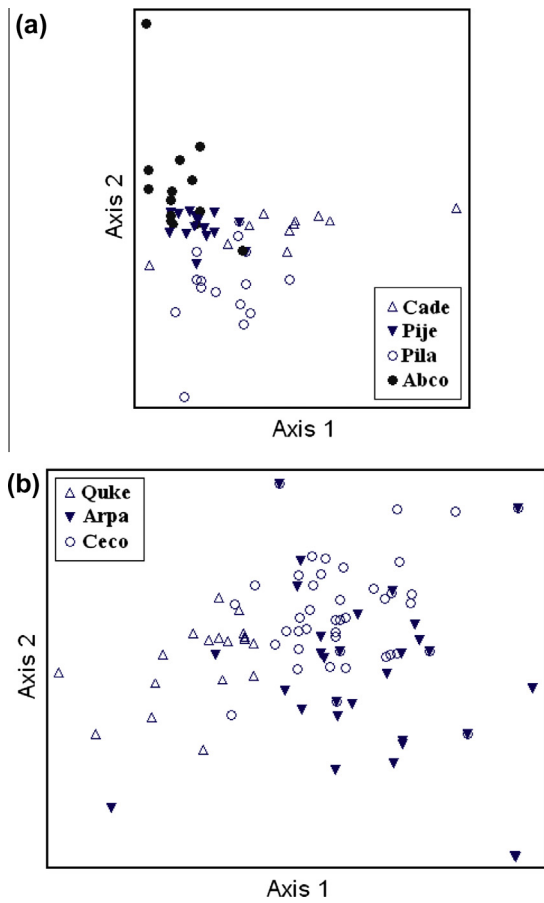 (a)
Axis 2
Cade
Pije
Pila
Abco
Axis 1
(b)
Quke
Arpa
Ceco
Axis 2
Axis 1